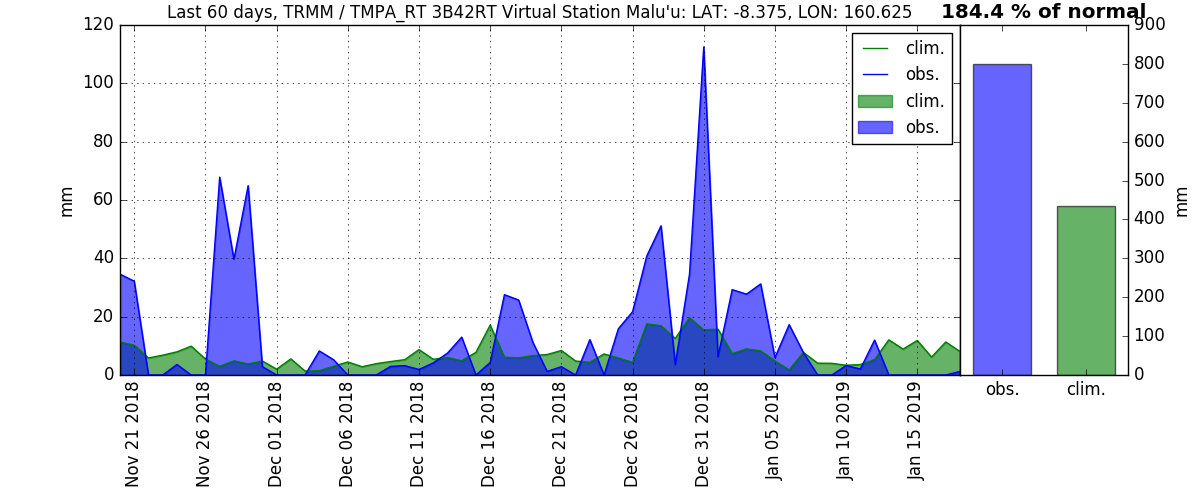 Last 60 days, TRMM / TMPA_RT 3B42RT Virtual Station Malu'u: LAT: -8.375, LON: 160.625
184.4 % of normal
120
100
80
60
40
20
0
mm
clim.
obs.
clim.
obs.
900
800
700
600
500
400
300
200
100
0
mm
Nov 21 2018
Nov 26 2018
Dec 01 2018
Dec 06 2018
Dec 11 2018
Dec 16 2018
Dec 21 2018
Dec 26 2018
Dec 31 2018
Jan 05 2019
Jan 10 2019
Jan 15 2019
obs.
clim.